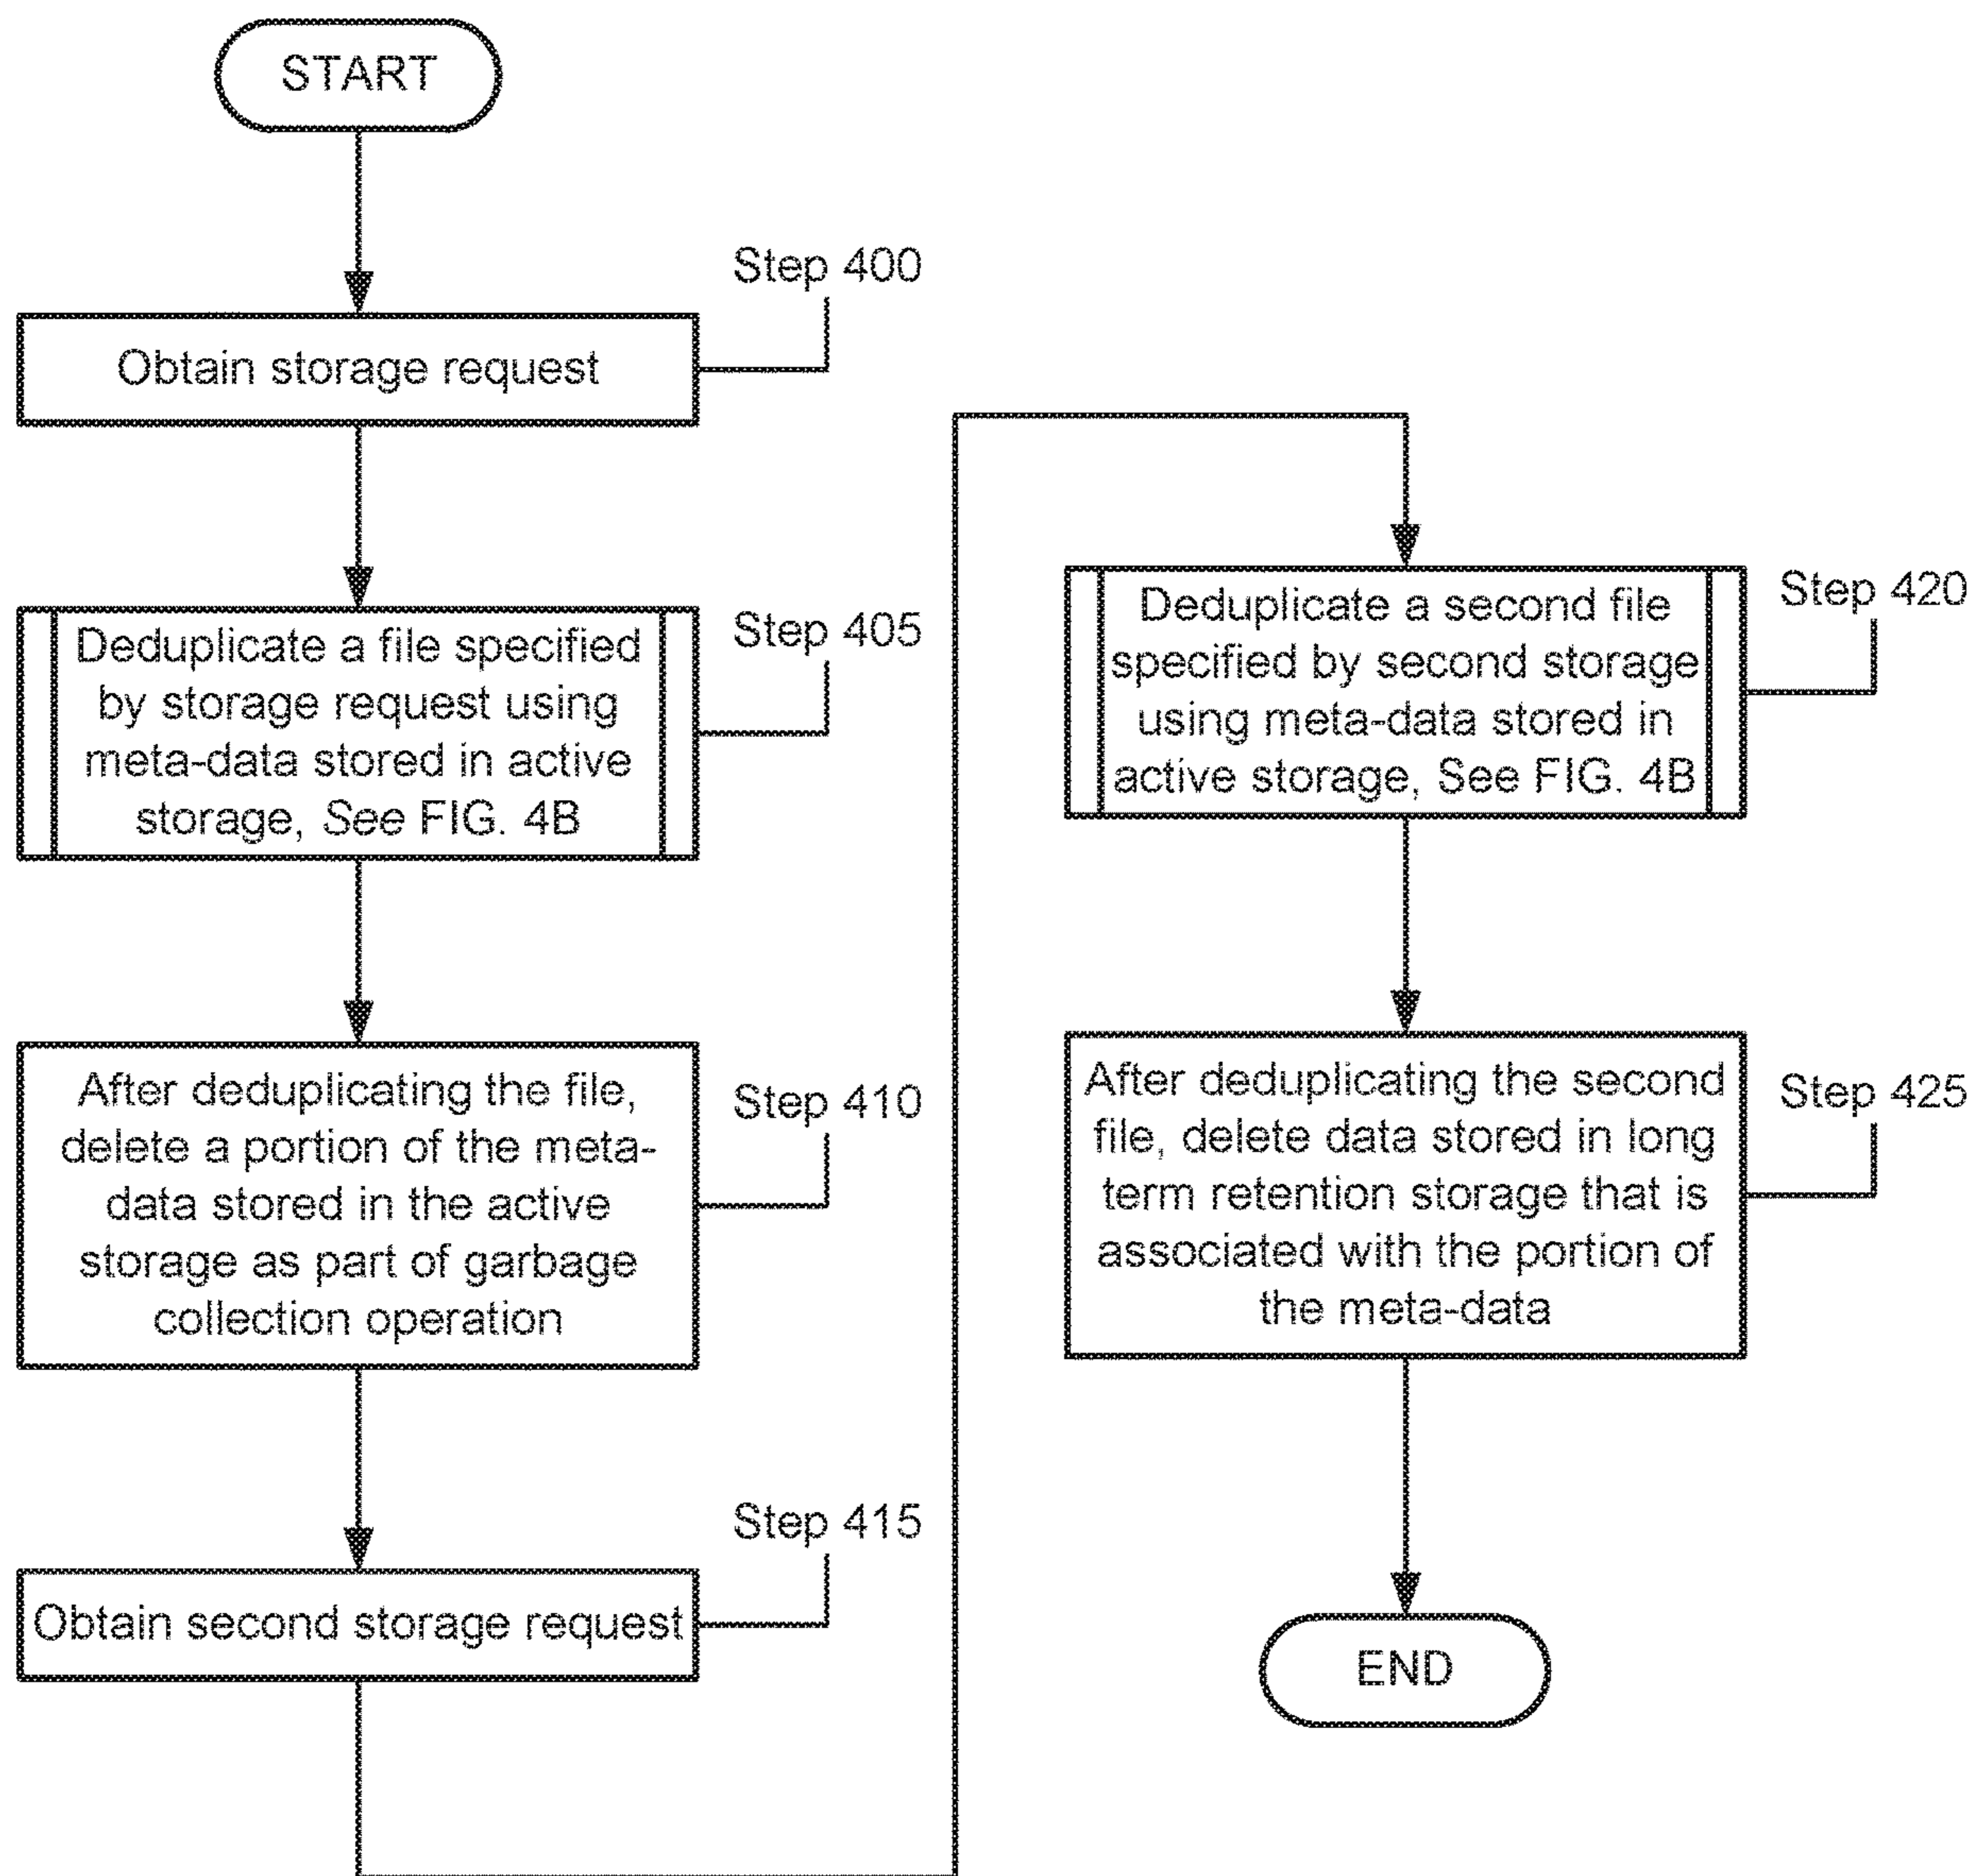 START
Step 400
Obtain storage request
Step 405
Deduplicate a file specified
by storage request using
meta-data stored in active
storage, See FIG. 4B
Step 410
After deduplicating the file,
delete a portion of the meta-
data stored in the active
storage as part of garbage
collection operation
Step 415
Obtain second storage request
Step 420
Deduplicate a second file
specified by second storage
using meta-data stored in
active storage, See FIG. 4B
Step 425
After deduplicating the second
file, delete data stored in long
term retention storage that is
associated with the portion of
the meta-data
END